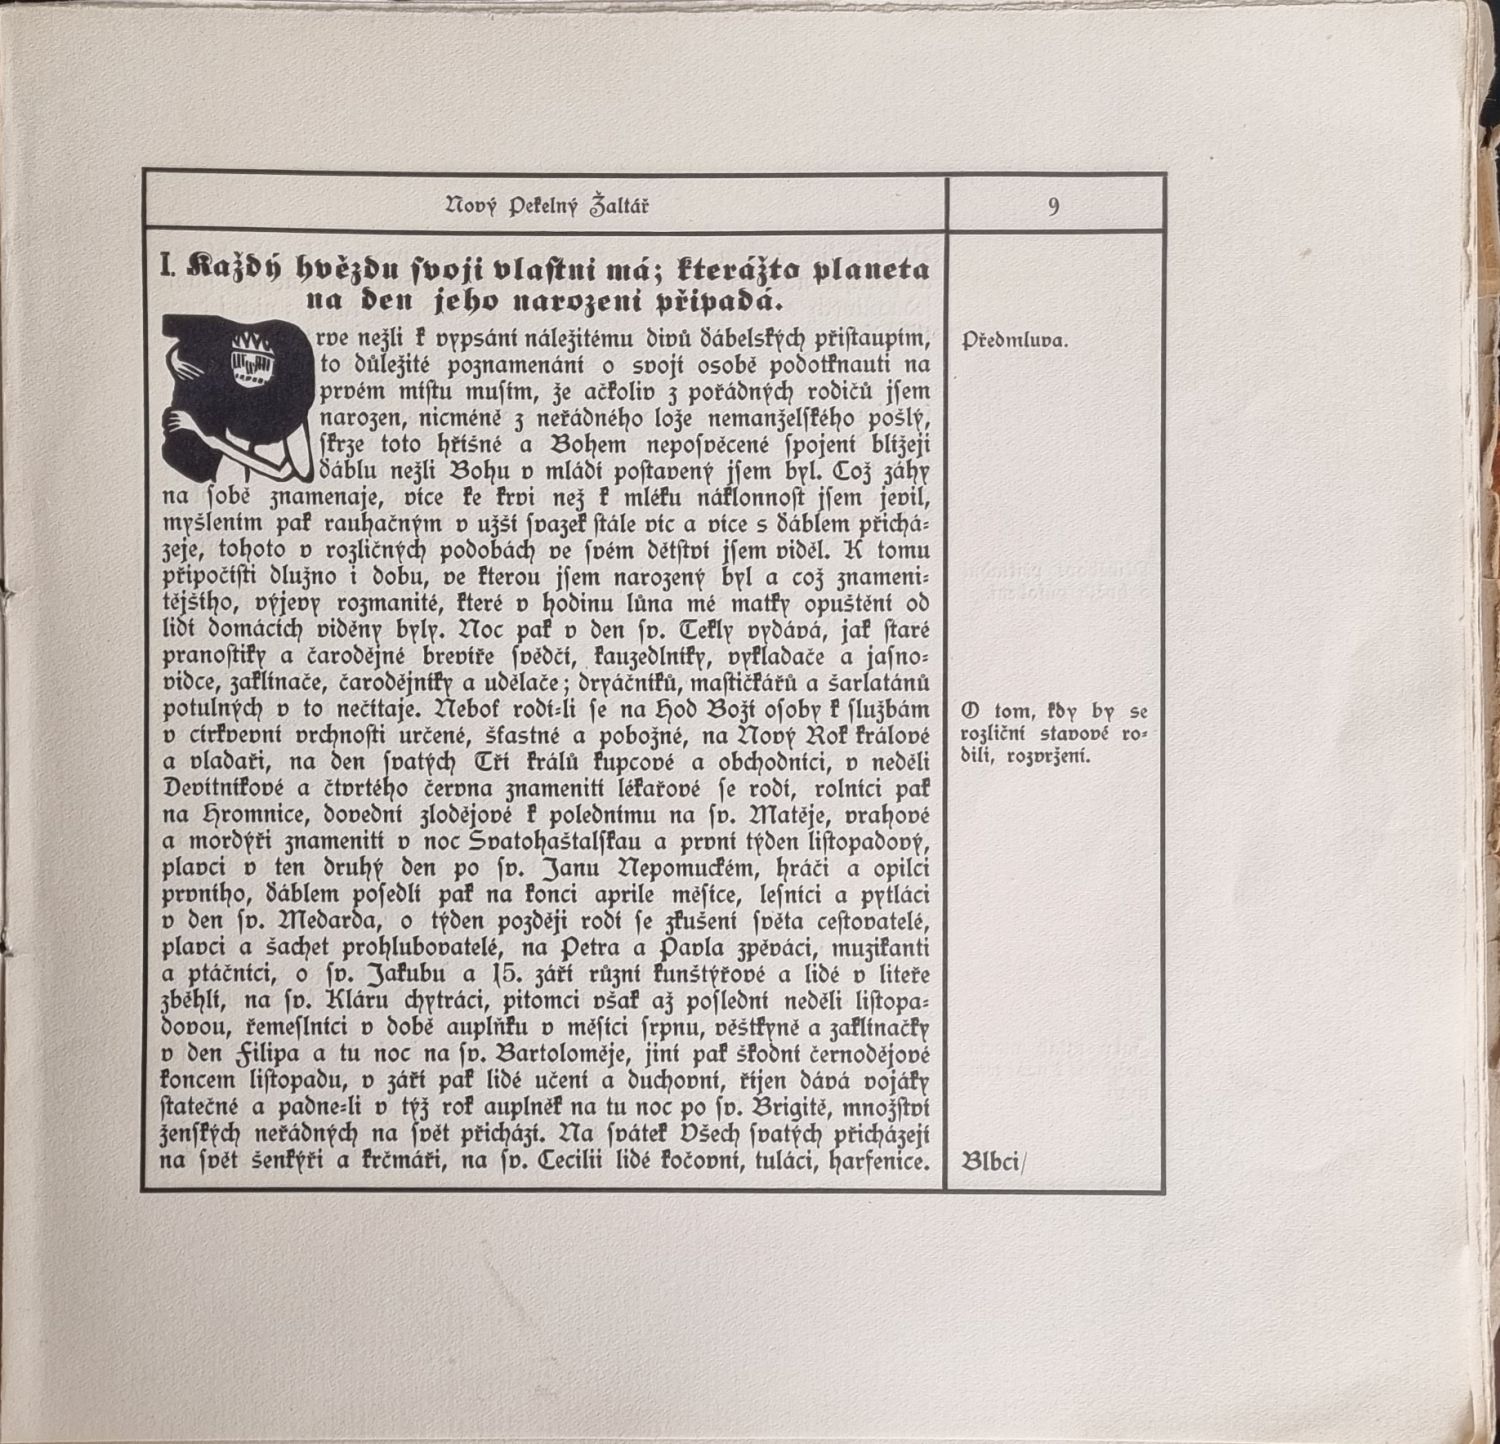 Nový Pekelný Žaltář
9
I. Každý hvězdu svoji vlastni má; kterážto planeta
na den jeho narozeni připadá.
Prve nežli k vypsání náležitému divů ďábelských přistaupím,
to důležité poznamenání o svojí osobě podotknauti na
prvém místu musím, že ačkoliv z pořádných rodičů jsem
narozen, nicméně z neřádného lože nemanželského pošlý,
skrze toto hříšné a Bohem neposvěcené spojení blížeji
ďáblu nežli Bohu v mládí postavený jsem byl. Což záhy
na sobě znamenaje, více ke krvi než k mléku náklonnost jsem jevil,
myšlením pak rauhačným v užší svazek stále víc a více s ďáblem přichá-
zeje, tohoto v rozličných podobách ve svém dětství jsem viděl. K tomu
připočísti dlužno i dobu, ve kterou jsem narozený byl a což znameni-
tějšího, výjevy rozmanité, které v hodinu lůna mé matky opuštění od
lidí domácích viděny byly. Noc pak v den sv. Tekly vydává, jak staré
pranostiky a čarodějné brevíře svědčí, kauzedlníky, vykladače a jasno-
vidce, zaklínače, čarodějníky a udělače; dryáčníků, mastičkářů a šarlatánů
potulných v to nečítaje. Neboť rodí-li se na Hod Boží osoby k službám
v církvevní vrchnosti určené, šťastné a pobožné, na Nový Rok králové
a vladaři, na den svatých Tří králů kupcové a obchodníci, v neděli
Devítníkové a čtvrtého června znamenití lékařové se rodí, rolníci pak
na Hromnice, dovední zlodějové k polednímu na sv. Matěje, vrahové
a mordýři znamenití v noc Svatohaštalskau a první týden listopadový,
plavci v ten druhý den po sv. Janu Nepomuckém, hráči a opilci
prvního, ďáblem posedlí pak na konci aprile měsíce, lesníci a pytláci
v den sv. Medarda, o týden později rodí se zkušení světa cestovatelé,
plavci a šachet prohlubovatelé, na Petra a Pavla zpěváci, muzikanti
a ptáčníci, o sv. Jakubu a 15. září různí kunštýřové a lidé v liteře
zběhlí, na sv. Kláru chytráci, pitomci však až poslední neděli listopa-
dovou, řemeslníci v době auplňku v měsíci srpnu, věštkyně a zaklínačky
v den Filipa a tu noc na sv. Bartoloměje, jiní pak škodní černodějové
koncem listopadu, v září pak lidé učení a duchovní, říjen dává vojáky
statečné a padne-li v týž rok auplněk na tu noc po sv. Brigitě, množství
ženských neřádných na svět přichází. Na svátek Všech svatých přicházejí
na svět šenkýři a krčmáři, na sv. Cecilii lidé kočovní, tuláci, harfenice.
Předmluva.
O tom, kdy by se
rozliční stavové ro-
dili, rozvržení.
Blbci/